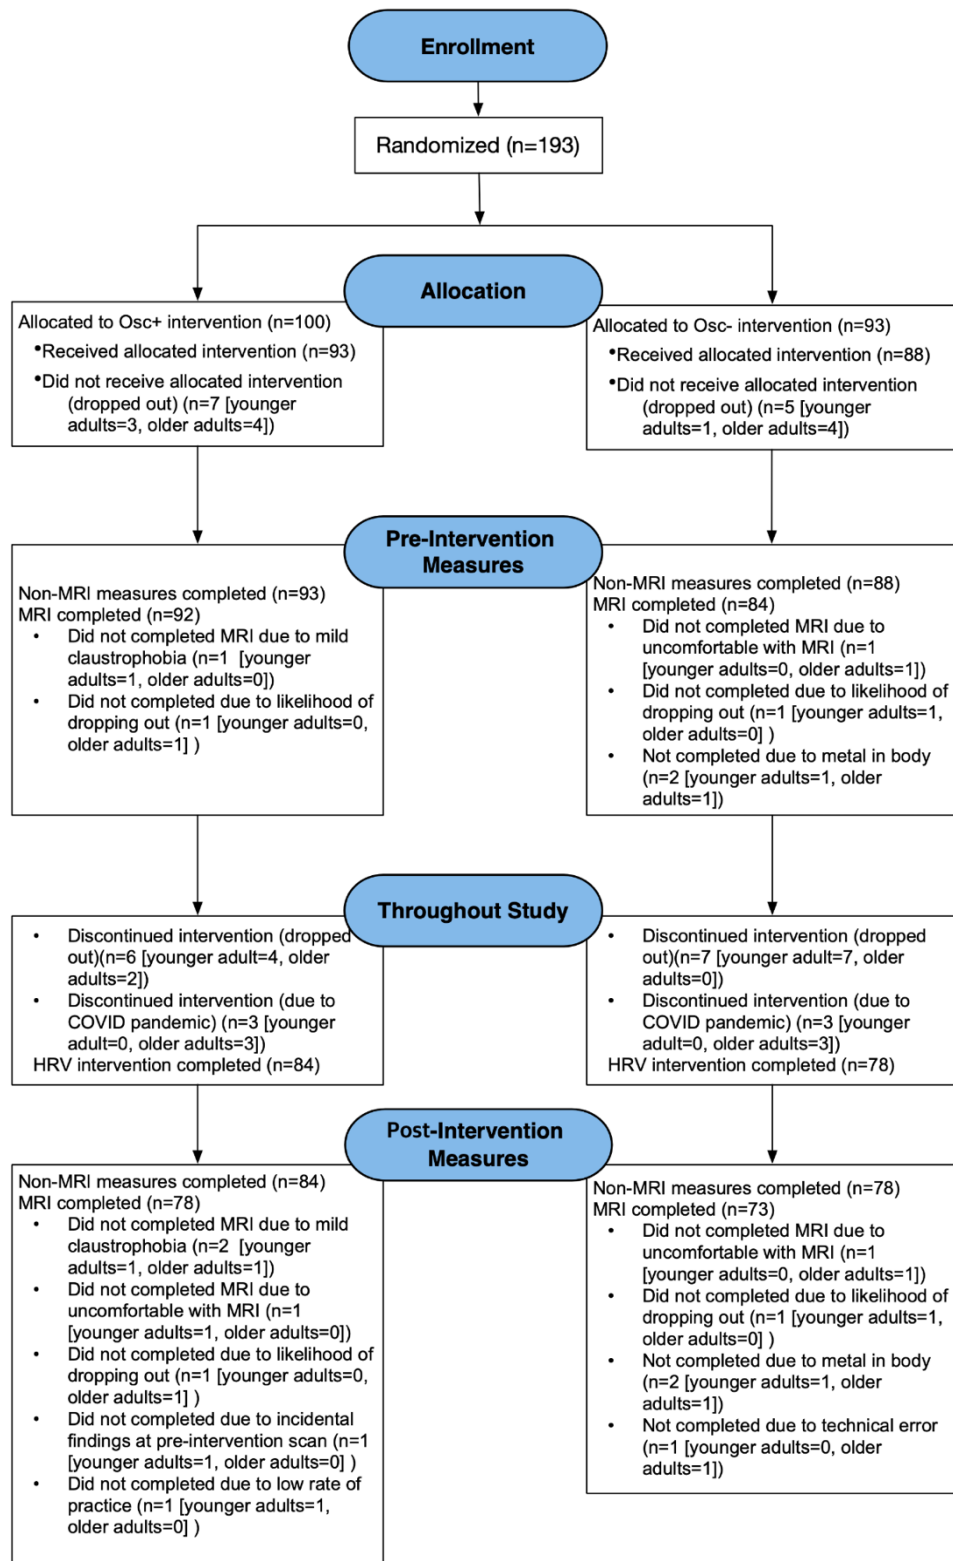 Enrollment
Randomized (n=193)
Allocation
Allocated to Osc+ intervention (n=100)
•Received allocated intervention (n=93)
•Did not receive allocated intervention
(dropped out) (n=7 [younger
adults=3, older adults=4])
Allocated to Osc- intervention (n=93)
•Received allocated intervention (n=88)
•Did not receive allocated intervention
(dropped out) (n=5 [younger
adults=1, older adults=4])
Pre-Intervention
Measures
Non-MRI measures completed (n=93)
MRI completed (n=92)
• Did not completed MRI due to mild
claustrophobia (n=1 [younger
adults=1, older adults=0])
• Did not completed due to likelihood of
dropping out (n=1 [younger adults=0,
older adults=1] )
Non-MRI measures completed (n=88)
MRI completed (n=84)
• Did not completed MRI due to
uncomfortable with MRI (n=1
[younger adults=0, older adults=1])
• Did not completed due to likelihood of
dropping out (n=1 [younger adults=1,
older adults=0] )
• Not completed due to metal in body
(n=2 [younger adults=1, older
adults=1])
Throughout Study
• Discontinued intervention (dropped
out)(n=6 [younger adult=4, older
adults=2])
• Discontinued intervention (due to
COVID pandemic) (n=3 [younger
adult=0, older adults=3])
HRV intervention completed (n=84)
• Discontinued intervention (dropped
out)(n=7 [younger adult=7, older
adults=0])
• Discontinued intervention (due to
COVID pandemic) (n=3 [younger
adult=0, older adults=3])
HRV intervention completed (n=78)
Post-Intervention
Measures
Non-MRI measures completed (n=84)
MRI completed (n=78)
• Did not completed MRI due to mild
claustrophobia (n=2 [younger
adults=1, older adults=1])
• Did not completed MRI due to
uncomfortable with MRI (n=1
[younger adults=1, older adults=0])
• Did not completed due to likelihood of
dropping out (n=1 [younger adults=0,
older adults=1] )
• Did not completed due to incidental
findings at pre-intervention scan (n=1
[younger adults=1, older adults=0] )
• Did not completed due to low rate of
practice (n=1 [younger adults=1,
older adults=0] )
Non-MRI measures completed (n=78)
MRI completed (n=73)
• Did not completed MRI due to
uncomfortable with MRI (n=1
[younger adults=0, older adults=1])
• Did not completed due to likelihood of
dropping out (n=1 [younger adults=1,
older adults=0] )
• Not completed due to metal in body
(n=2 [younger adults=1, older
adults=1])
• Not completed due to technical error
(n=1 [younger adults=0, older
adults=1])